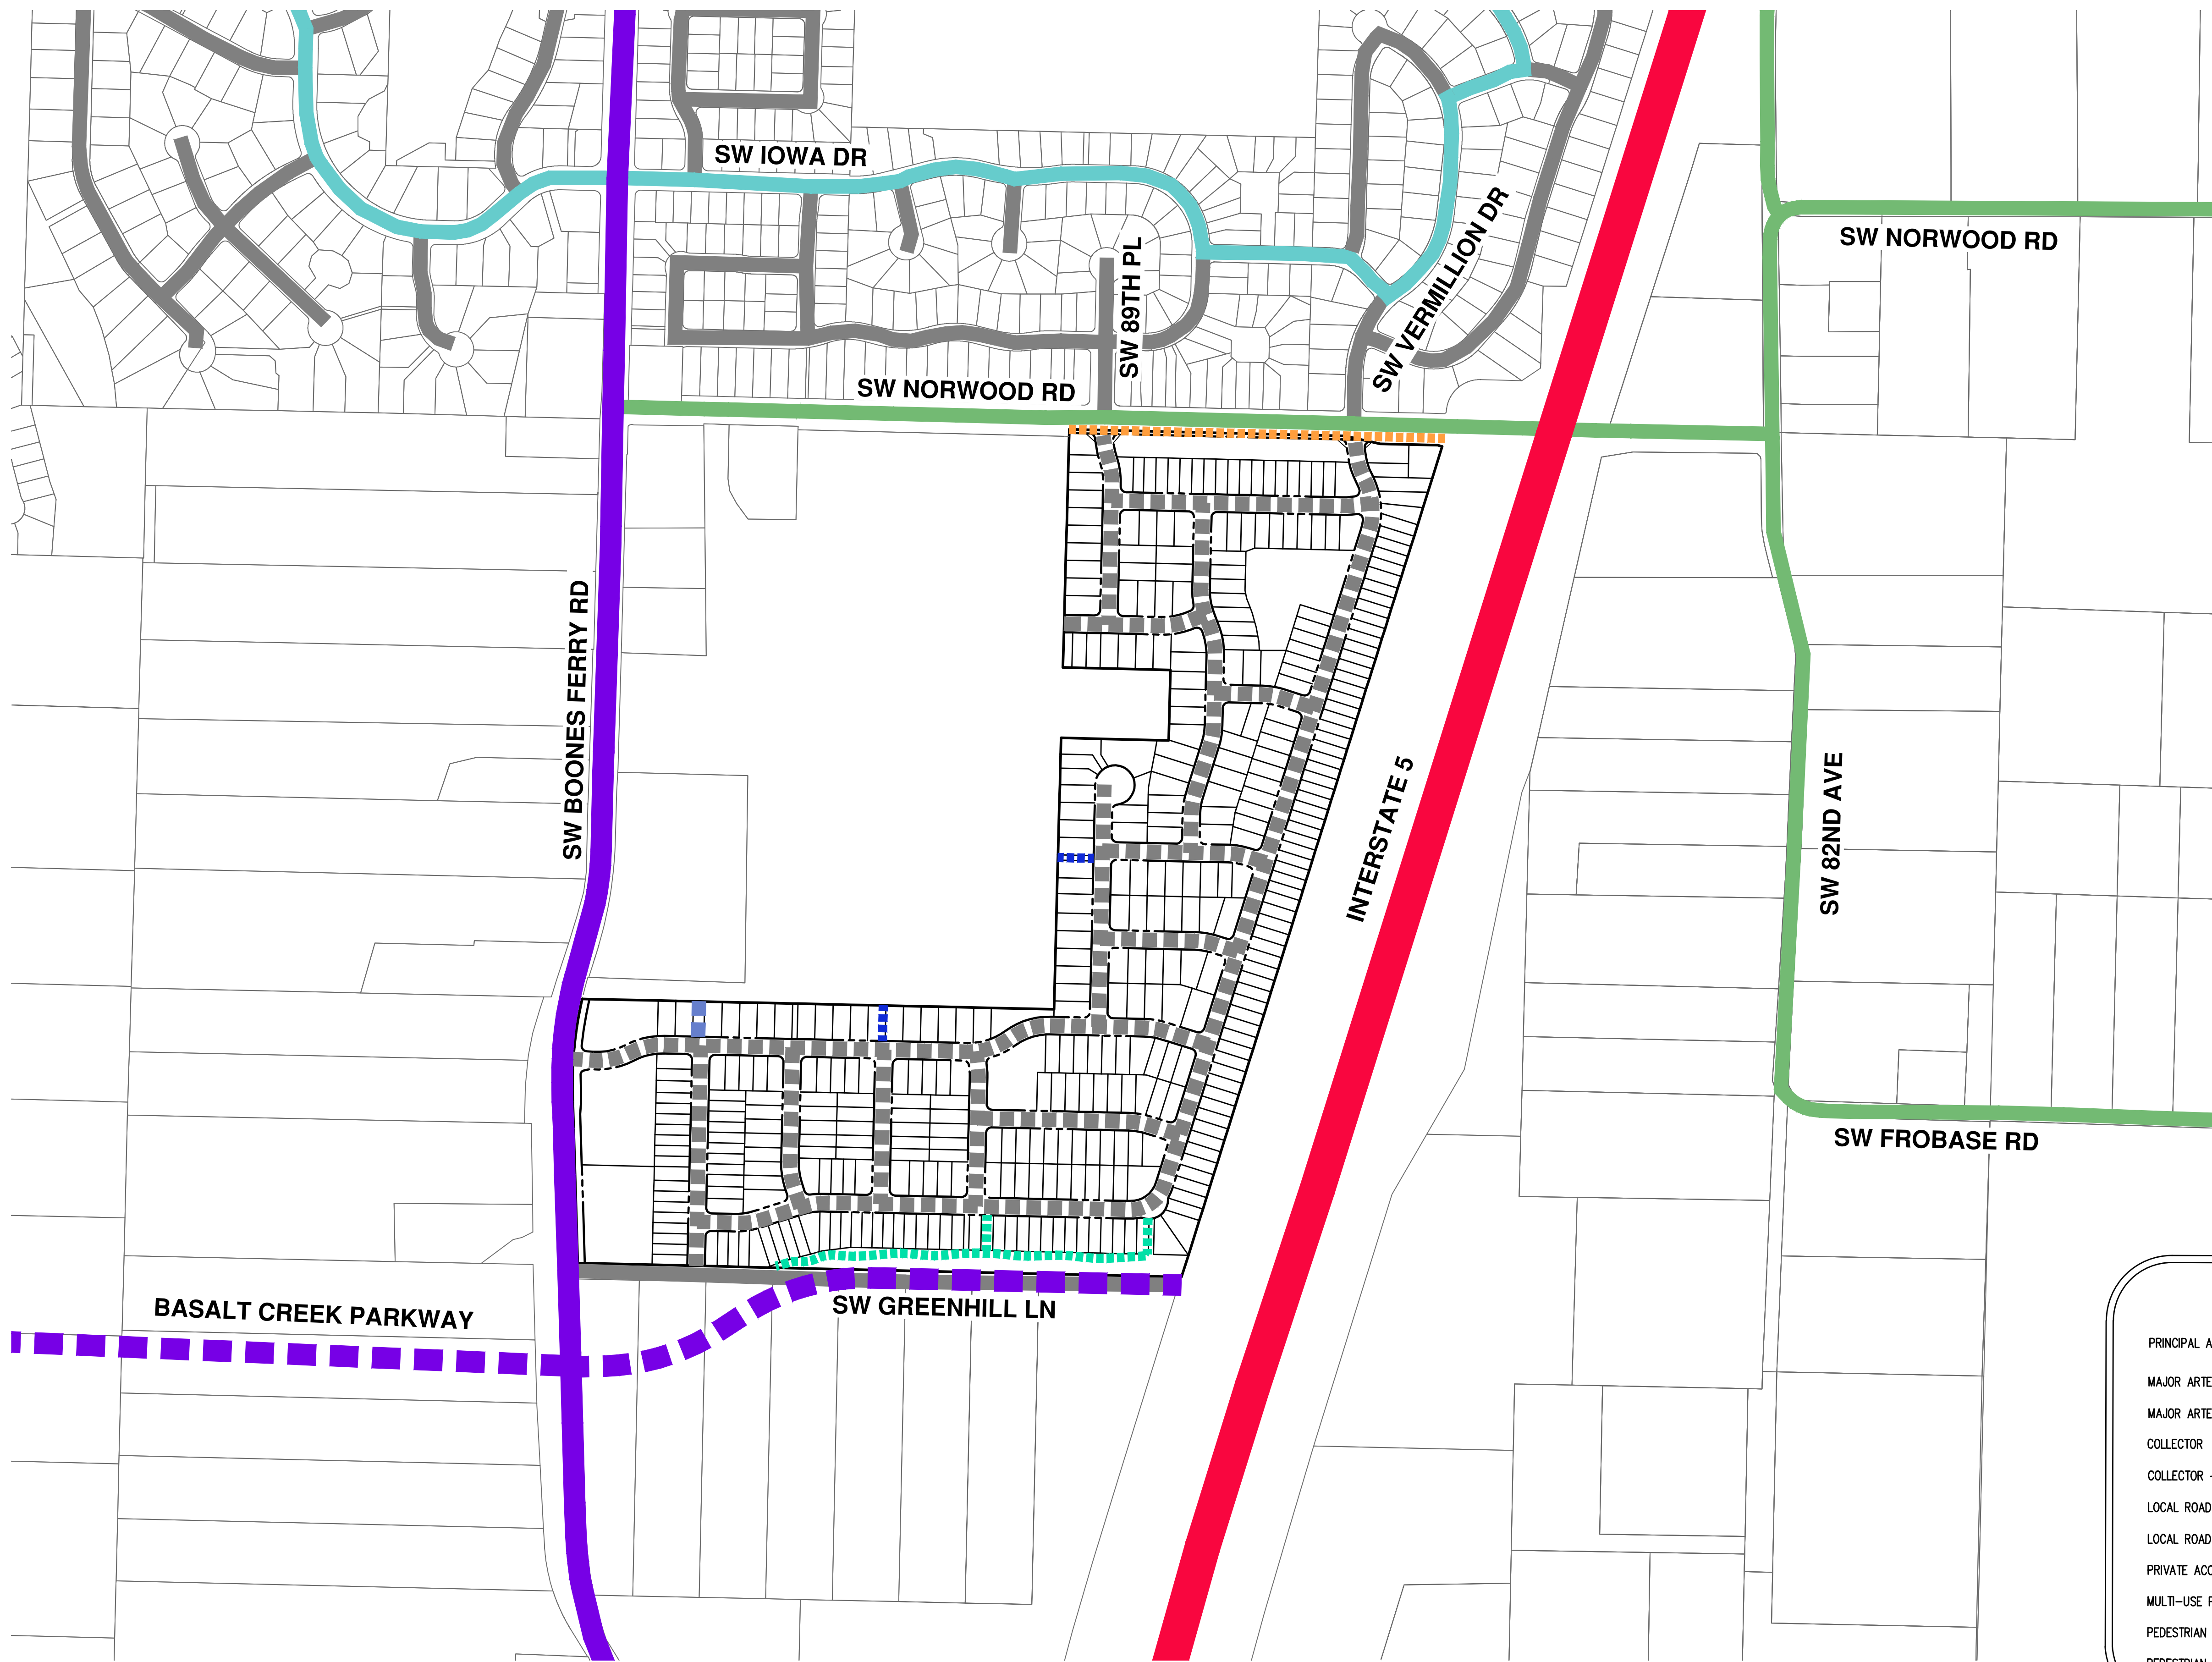 SW IOWA DR
SW NORWOOD RD
SW 89TH PL
SW VERMILLION DR
SW NORWOOD RD
SW BOONES FERRY RD
INTERSTATE 5
SW 82ND AVE
SW FROBASE RD
BASALT CREEK PARKWAY
SW GREENHILL LN
PRINCIPAL A
MAJOR ARTE
MAJOR ARTE
COLLECTOR
COLLECTOR -
LOCAL ROAD
LOCAL ROAD
PRIVATE ACC
MULTI-USE P
PEDESTRIAN